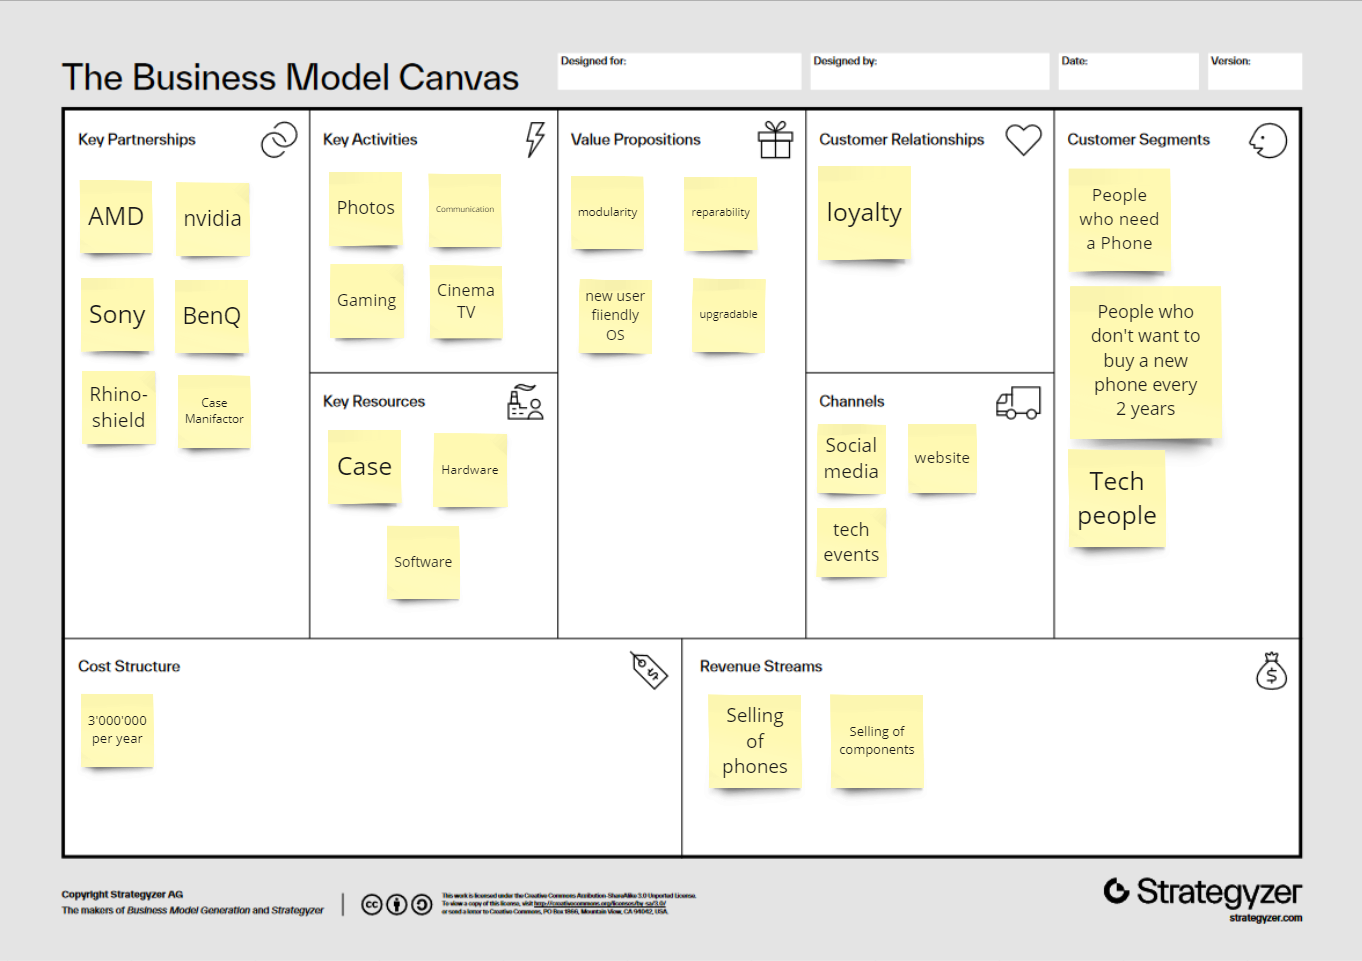 The Business Model Canvas
Designed for:
Designed by:
Date:
Version:
Key Partnerships
AMD
nvidia
Sony
BenQ
Rhino-
shield
Case
Manifactor
Key Activities
Photos
Communication
Gaming
Cinema
TV
Key Resources
Case
Hardware
Software
Value Propositions
modularity
reparability
new user
fiiendly
OS
upgradable
Customer Relationships
loyalty
Channels
Social
media
website
tech
events
Customer Segments
People
who need
a Phone
People who
don't want to
buy a new
phone every
2 years
Tech
people
Cost Structure
3'000'000
per year
Revenue Streams
Selling
of
phones
Selling of
components
Copyright Strategyzer AG
The makers of Business Model Generation and Strategyzer
cc
This work is licensed under the Creative Commons Attribution-ShareAlike 3.0 Unported License.
To view a copy of this license, visit http://creativecommons.org/licenses/by-sa/3.0/
or send a letter to Creative Commons, PO Box 1866, Mountain View, CA 94042, USA.
Strategyzer
strategyzer.com